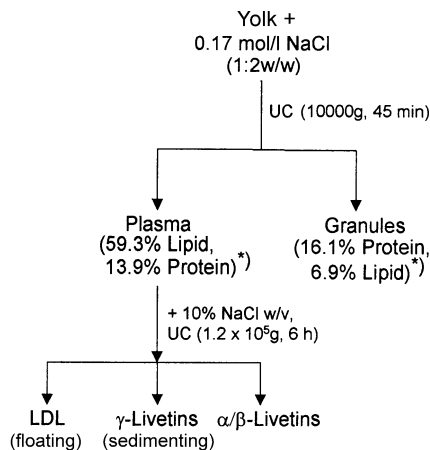 Yolk +
0.17 mol/l NaCl
(1:2w/w)
UC (10000g, 45 min)
Plasma
(59.3% Lipid,
13.9% Protein)*)
Granules
(16.1% Protein,
6.9% Lipid)*)
+ 10% NaCl w/v,
UC (1.2 x 10⁵g, 6 h)
LDL
(floating)
γ-Livetins
(sedimenting)
α/β-Livetins